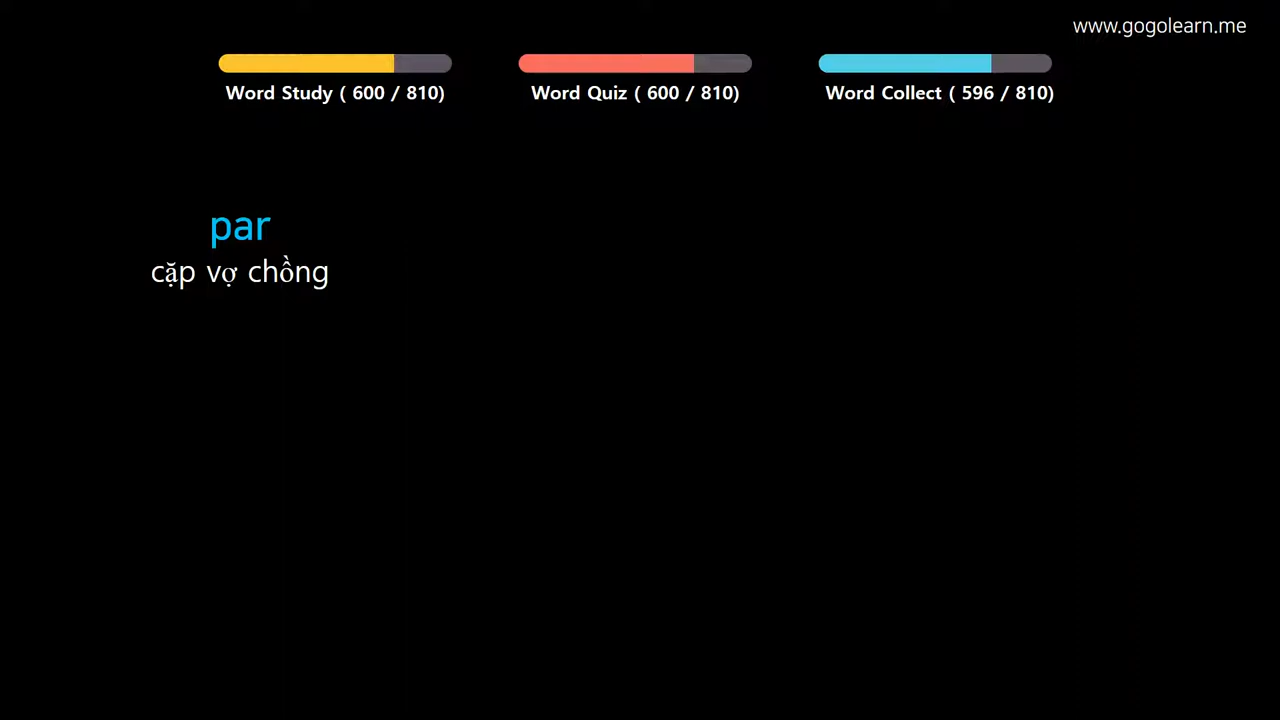 www.gogolearn.me
Word Study ( 600 / 810)
Word Quiz ( 600 / 810)
Word Collect ( 596 / 810)
par
cặp vợ chồng